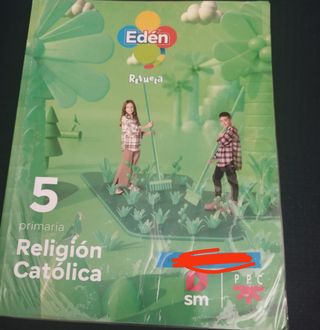 Edén
Revuela
5
primaria
Religión
Católica
sm
PPC